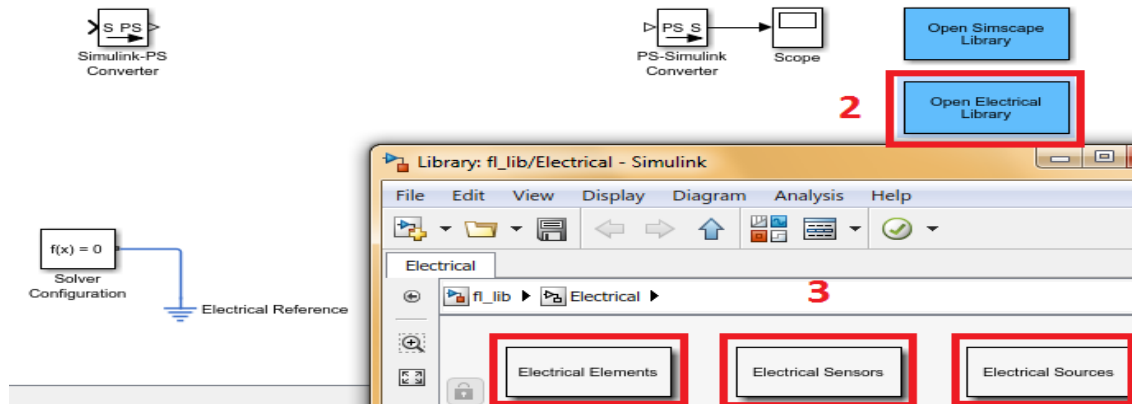 S PS
Simulink-PS
Converter
PS S
PS-Simulink
Converter
Scope
Open Simscape
Library
2
Open Electrical
Library
f(x) = 0
Solver
Configuration
Electrical Reference
Library: fl_lib/Electrical - Simulink
File Edit View Display Diagram Analysis Help
Electrical
fl_lib Electrical
3
Electrical Elements Electrical Sensors Electrical Sources